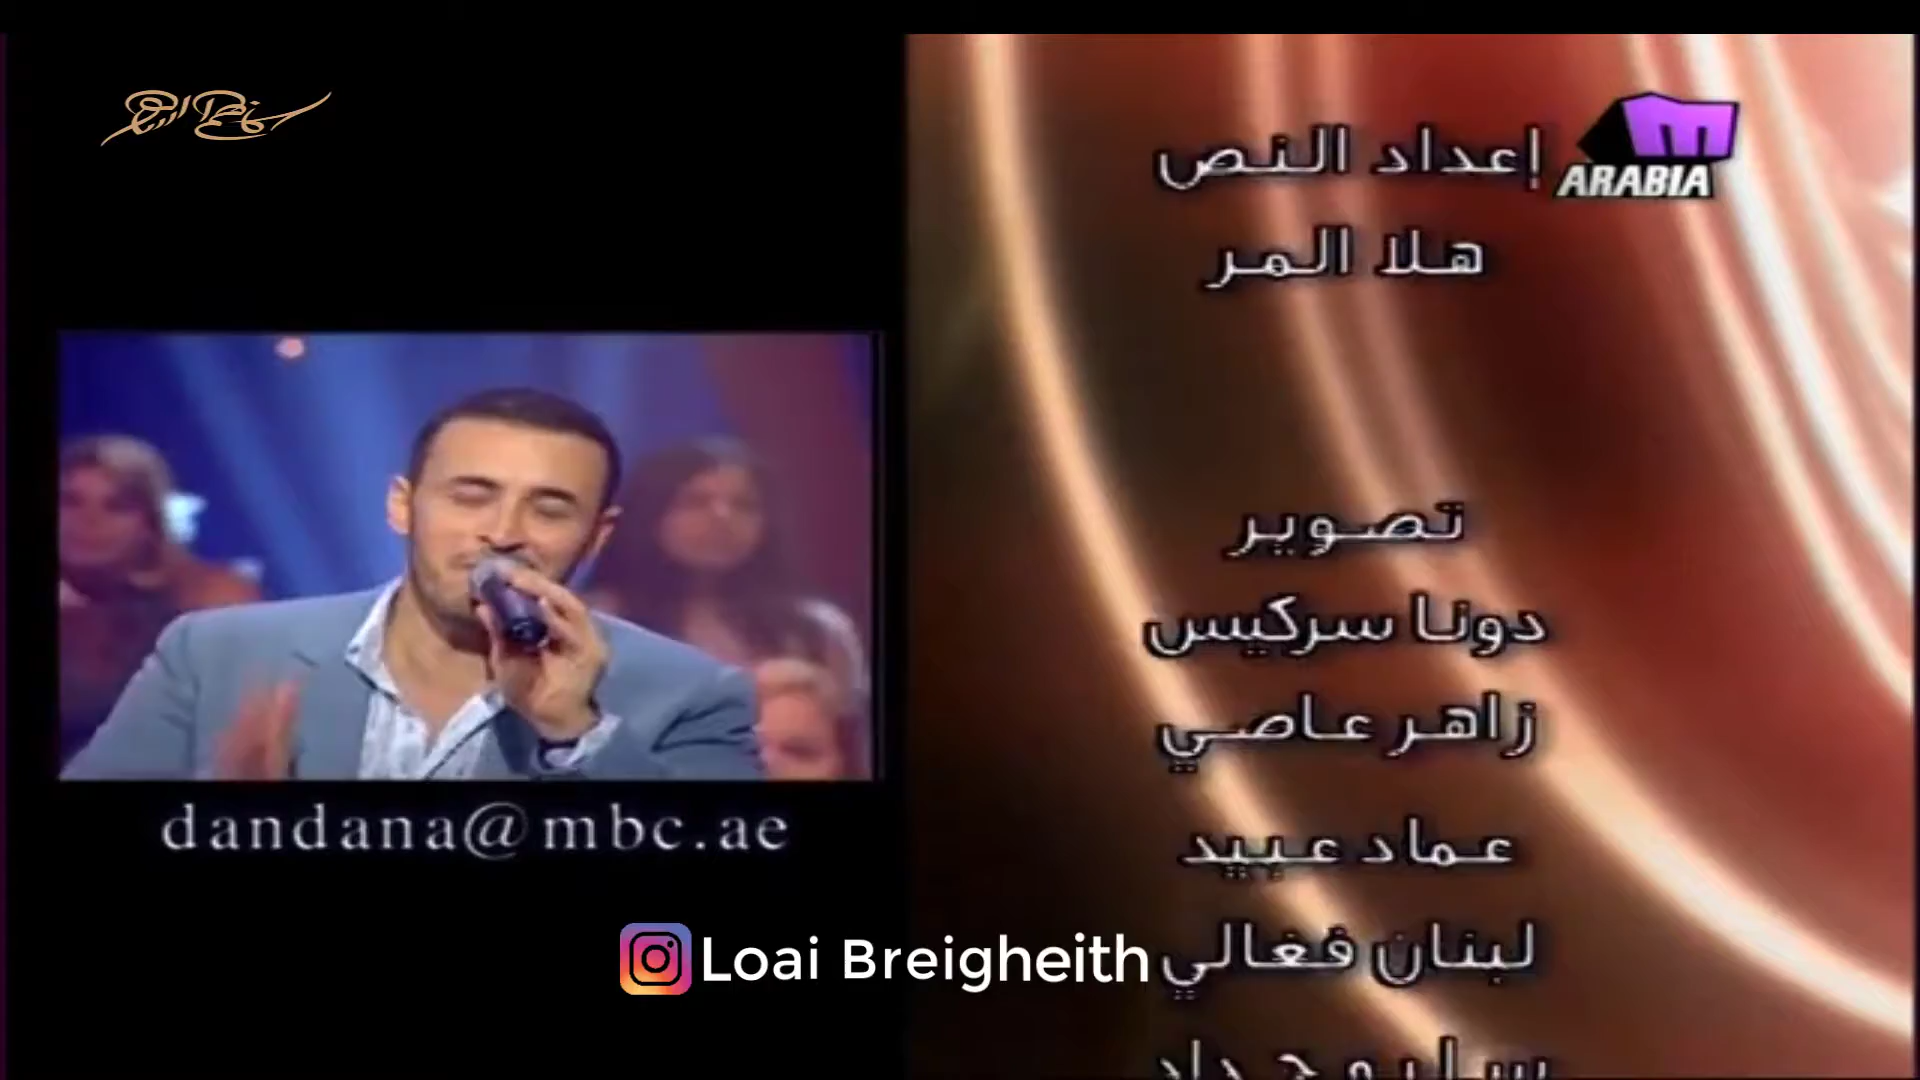 إعداد النص
هلا المر
تصوير
دونا سركيس
زاهر عاصي
عماد عبيد
لبنان فغالي
ARABIA
dandana@mbc.ae
Loai Breigheith